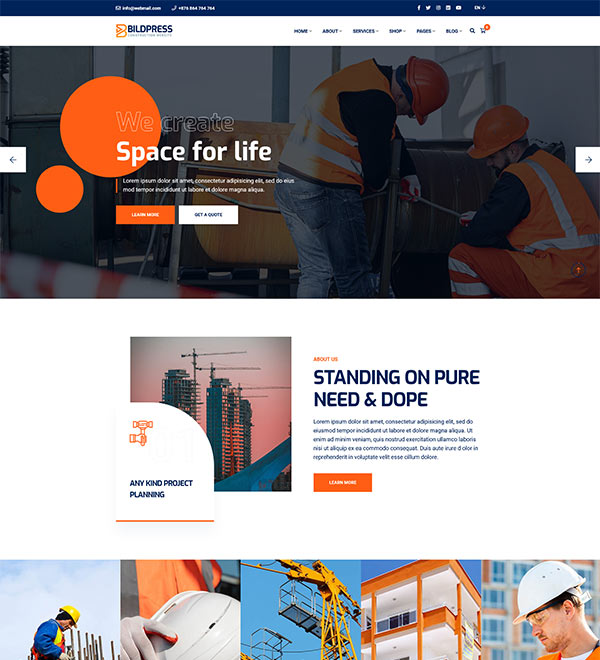 info@webmail.com +876 864 764 764 EN
BILDPRESS
CONSTRUCTION WEBSITE
HOME ABOUT SERVICES SHOP PAGES BLOG 0
We create
Space for life
Lorem ipsum dolor sit amet, consectetur adipisicing elit, sed do eius
mod tempor incididunt ut labore et dolore magna aliqua.
LEARN MORE GET A QUOTE
ABOUT US
STANDING ON PURE
NEED & DOPE
Lorem ipsum dolor sit amet, consectetur adipisicing elit, sed do
eiusmod tempor incididunt ut labore et dolore magna aliqua. Ut enim
ad minim veniam, quis nostrud exercitation ullamco laboris
nisi ut aliquip ex ea commodo consequat. Duis aute irure d olor in
reprehenderit in voluptate velit esse cillum dolore.
LEARN MORE
01
ANY KIND PROJECT
PLANNING